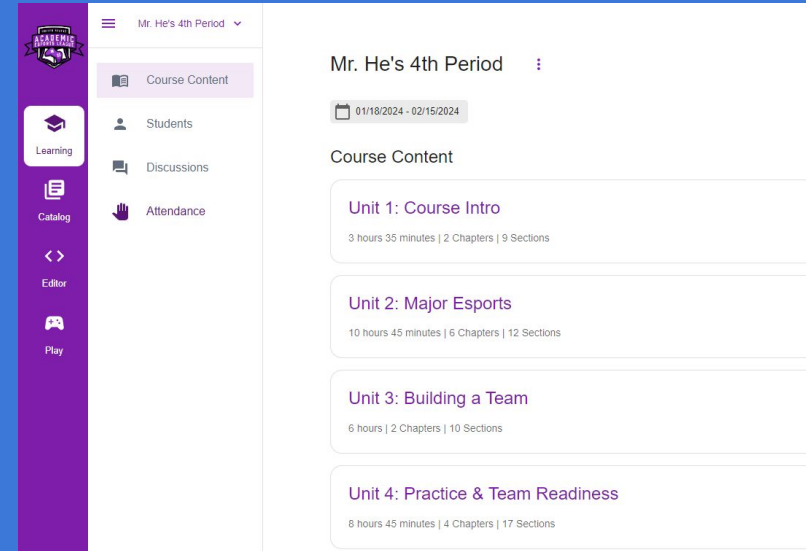 ACADEMIC
ESPORTS LEAGUE
Learning
Catalog
Editor
Play
Mr. He's 4th Period
Course Content
Students
Discussions
Attendance
Mr. He's 4th Period
01/18/2024 - 02/15/2024
Course Content
Unit 1: Course Intro
3 hours 35 minutes | 2 Chapters | 9 Sections
Unit 2: Major Esports
10 hours 45 minutes | 6 Chapters | 12 Sections
Unit 3: Building a Team
6 hours | 2 Chapters | 10 Sections
Unit 4: Practice & Team Readiness
8 hours 45 minutes | 4 Chapters | 17 Sections